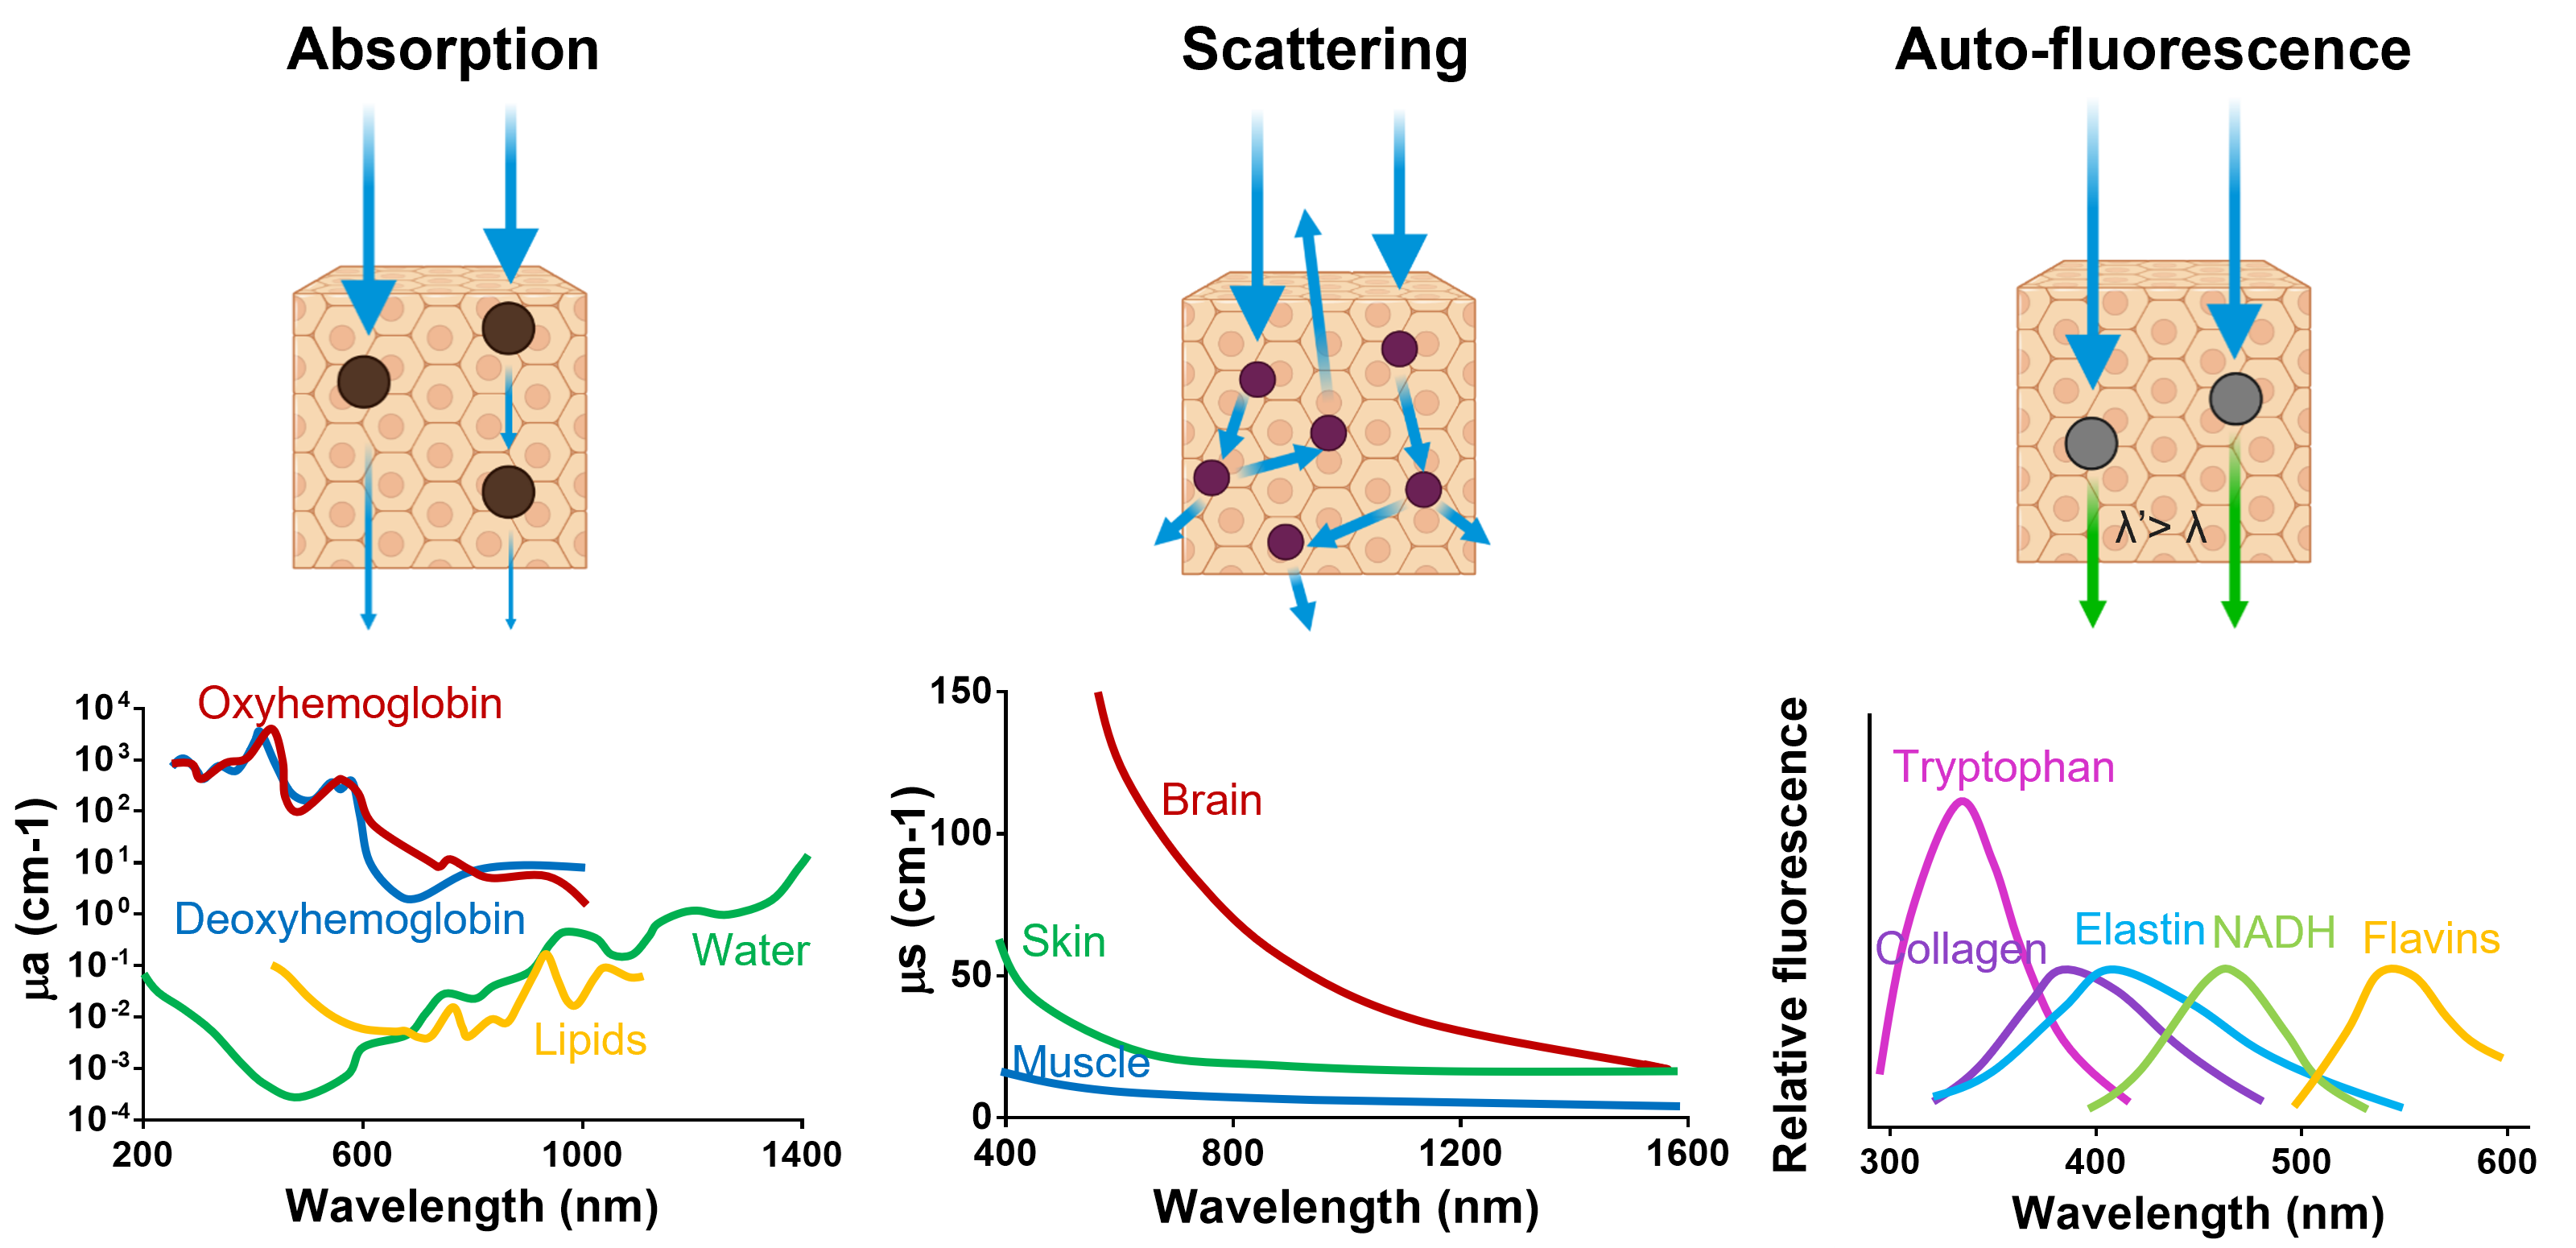 Absorption
Scattering
Auto-fluorescence
λ’> λ
Oxyhemoglobin
Deoxyhemoglobin
Water
Lipids
10⁴
10³
10²
10¹
10⁰
10⁻¹
10⁻²
10⁻³
10⁻⁴
μa (cm-1)
200
600
1000
1400
Wavelength (nm)
150
100
50
0
μs (cm-1 )
Brain
Skin
Muscle
400
800
1200
1600
Wavelength (nm)
Relative fluorescence
Tryptophan
Collagen
Elastin
NADH
Flavins
300
400
500
600
Wavelength (nm)